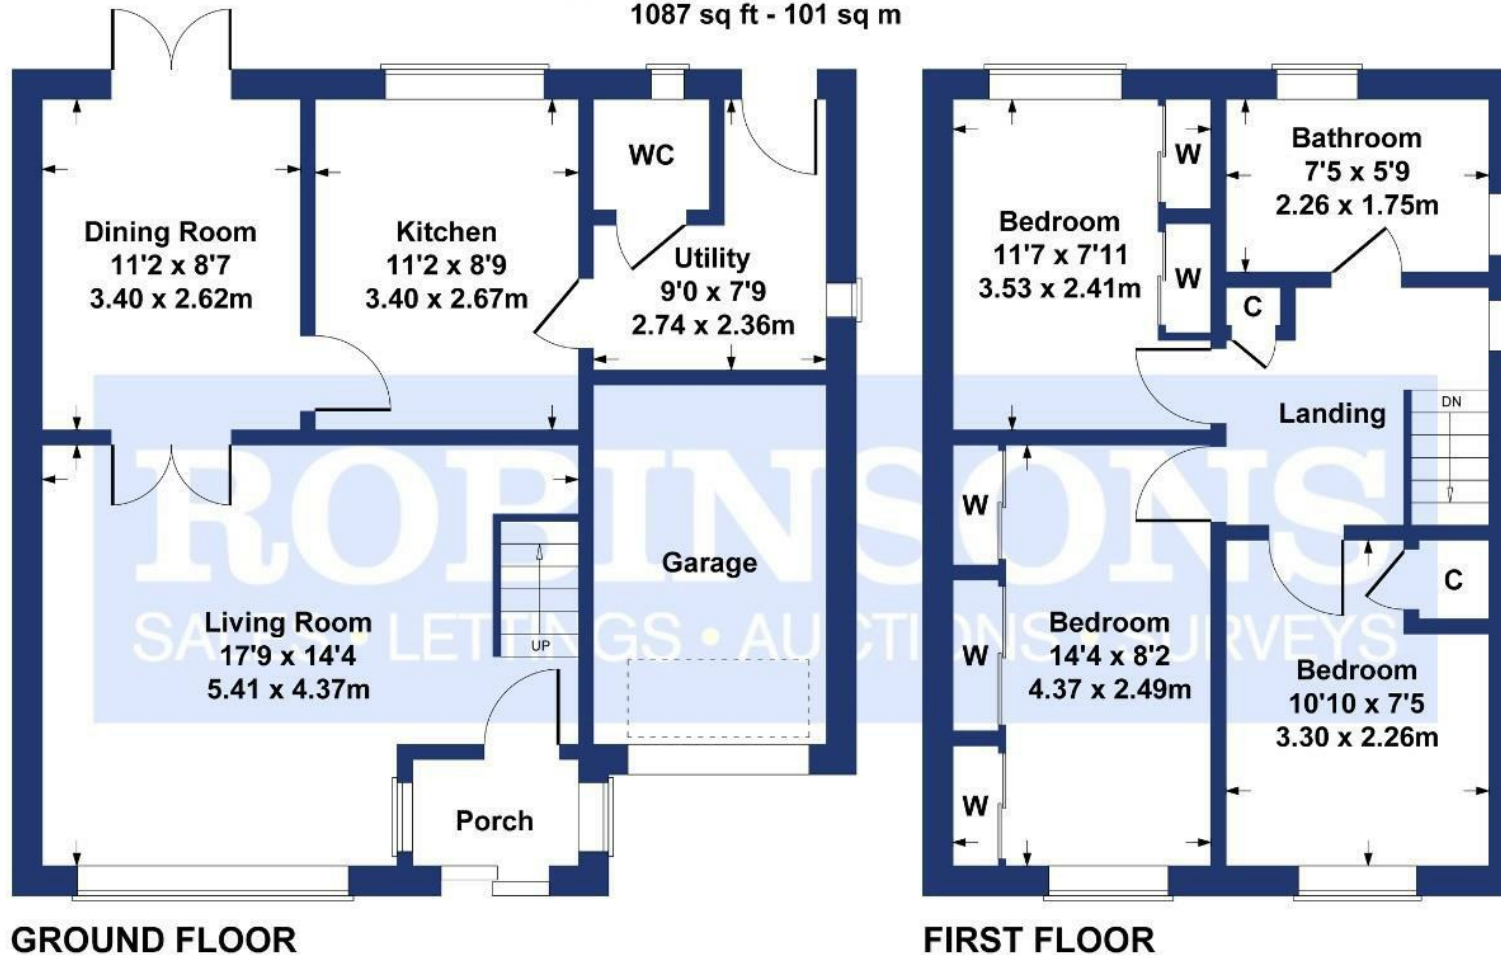 1087 sq ft - 101 sq m
Dining Room
11'2 x 8'7
3.40 x 2.62m
Kitchen
11'2 x 8'9
3.40 x 2.67m
WC
Utility
9'0 x 7'9
2.74 x 2.36m
Garage
Living Room
17'9 x 14'4
5.41 x 4.37m
UP
Porch
GROUND FLOOR
Bedroom
11'7 x 7'11
3.53 x 2.41m
W
W
Bathroom
7'5 x 5'9
2.26 x 1.75m
C
Landing
DN
W
W
W
Bedroom
14'4 x 8'2
4.37 x 2.49m
C
Bedroom
10'10 x 7'5
3.30 x 2.26m
FIRST FLOOR
ROBINSONS
SALES • LETTINGS • AUCTIONS • SURVEYS